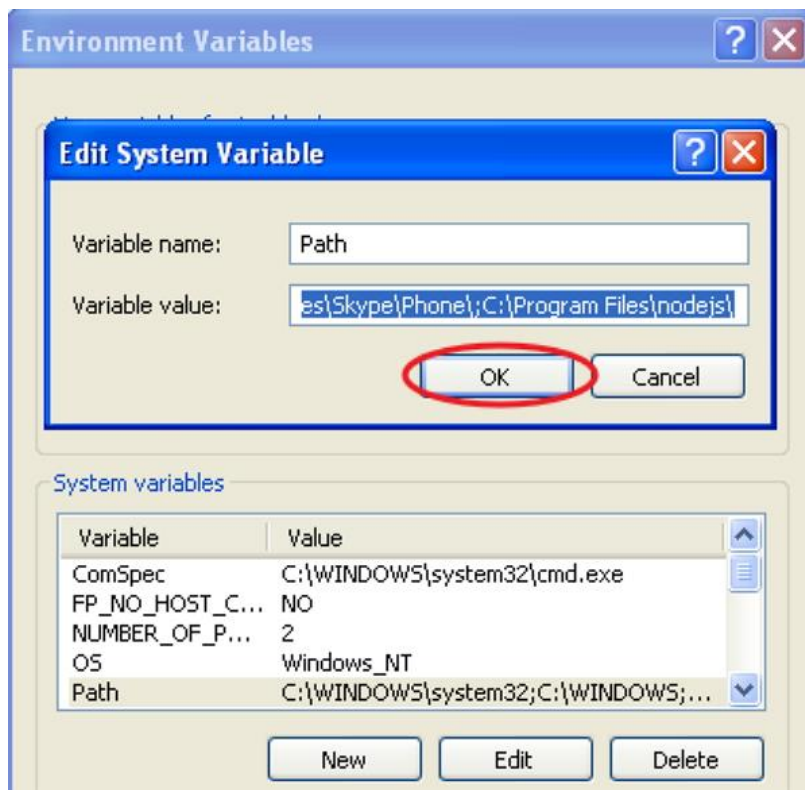 Environment Variables
Edit System Variable
Variable name:
Path
Variable value:
es\Skype\Phone\;C:\Program Files\nodejs\
OK
Cancel
System variables
Variable Value
ComSpec C:\WINDOWS\system32\cmd.exe
FP_NO_HOST_C... NO
NUMBER_OF_P... 2
OS Windows_NT
Path C:\WINDOWS\system32;C:\WINDOWS;...
New
Edit
Delete